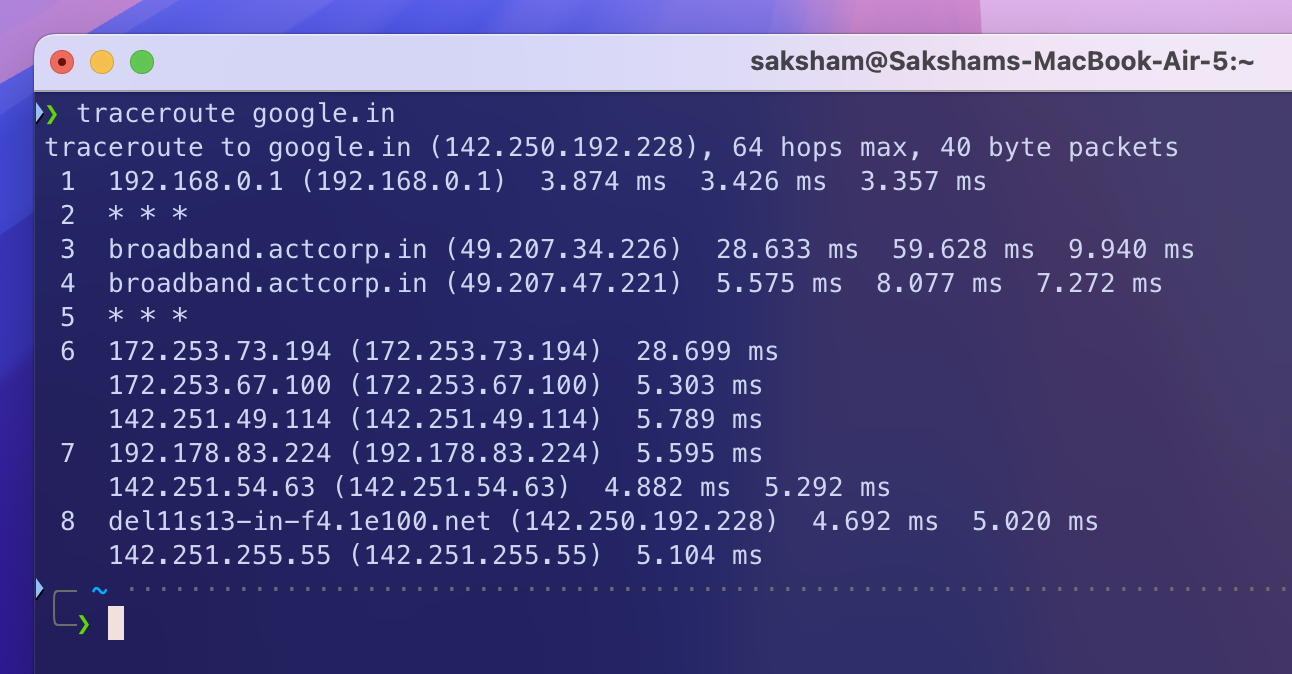 saksham@Sakshams-MacBook-Air-5:~
❯ traceroute google.in
traceroute to google.in (142.250.192.228), 64 hops max, 40 byte packets
 1  192.168.0.1 (192.168.0.1)  3.874 ms  3.426 ms  3.357 ms
 2  * * *
 3  broadband.actcorp.in (49.207.34.226)  28.633 ms  59.628 ms  9.940 ms
 4  broadband.actcorp.in (49.207.47.221)  5.575 ms  8.077 ms  7.272 ms
 5  * * *
 6  172.253.73.194 (172.253.73.194)  28.699 ms
    172.253.67.100 (172.253.67.100)  5.303 ms
    142.251.49.114 (142.251.49.114)  5.789 ms
 7  192.178.83.224 (192.178.83.224)  5.595 ms
    142.251.54.63 (142.251.54.63)  4.882 ms  5.292 ms
 8  del11s13-in-f4.1e100.net (142.250.192.228)  4.692 ms  5.020 ms
    142.251.255.55 (142.251.255.55)  5.104 ms
~
❯